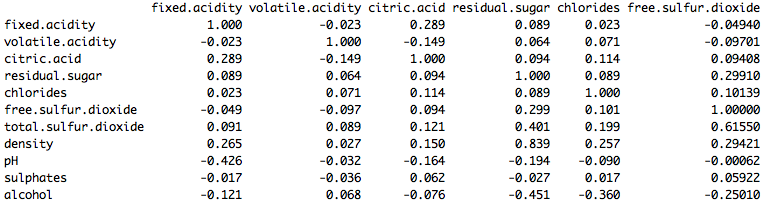 fixed.acidity volatile.acidity citric.acid residual.sugar chlorides free.sulfur.dioxide
fixed.acidity 1.000 -0.023 0.289 0.089 0.023 -0.04940
volatile.acidity -0.023 1.000 -0.149 0.064 0.071 -0.09701
citric.acid 0.289 -0.149 1.000 0.094 0.114 0.09408
residual.sugar 0.089 0.064 0.094 1.000 0.089 0.29910
chlorides 0.023 0.071 0.114 0.089 1.000 0.10139
free.sulfur.dioxide -0.049 -0.097 0.094 0.299 0.101 1.00000
total.sulfur.dioxide 0.091 0.089 0.121 0.401 0.199 0.61550
density 0.265 0.027 0.150 0.839 0.257 0.29421
pH -0.426 -0.032 -0.164 -0.194 -0.090 -0.00062
sulphates -0.017 -0.036 0.062 -0.027 0.017 0.05922
alcohol -0.121 0.068 -0.076 -0.451 -0.360 -0.25010